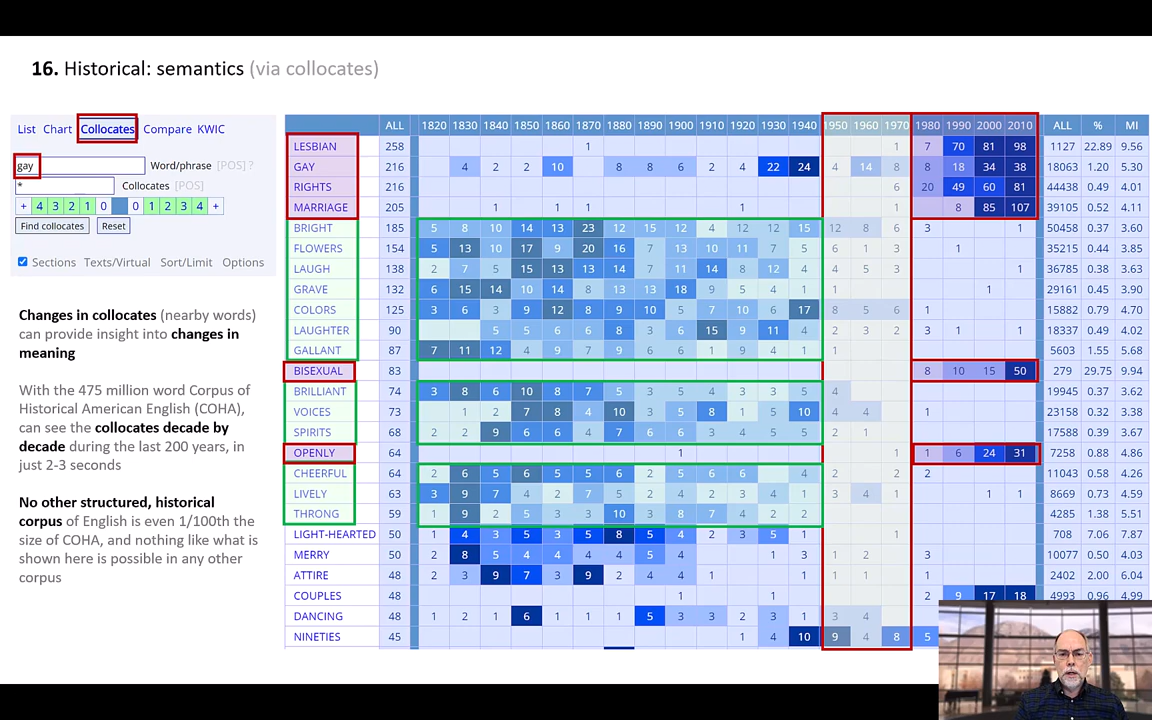 16. Historical: semantics (via collocates)
List Chart Collocates Compare KWIC
gay Word/phrase [POS] ?
* Collocates [POS]
+ 4 3 2 1 0 0 1 2 3 4 +
Find collocates Reset
Sections Texts/Virtual Sort/Limit Options
Changes in collocates (nearby words)
can provide insight into changes in
meaning
With the 475 million word Corpus of
Historical American English (COHA),
can see the collocates decade by
decade during the last 200 years, in
just 2-3 seconds
No other structured, historical
corpus of English is even 1/100th the
size of COHA, and nothing like what is
shown here is possible in any other
corpus
ALL 1820 1830 1840 1850 1860 1870 1880 1890 1900 1910 1920 1930 1940 1950 1960 1970 1980 1990 2000 2010 ALL % MI
LESBIAN 258 1 1 7 70 81 98 1127 22.89 9.56
GAY 216 4 2 2 10 8 8 6 2 4 22 24 4 14 8 8 18 34 38 18063 1.20 5.30
RIGHTS 216 6 20 49 60 81 44438 0.49 4.01
MARRIAGE 205 1 1 1 1 8 85 107 39105 0.52 4.11
BRIGHT 185 5 8 10 14 13 23 12 15 12 4 12 12 15 12 8 6 3 1 50458 0.37 3.60
FLOWERS 154 5 13 10 17 9 20 16 7 13 10 11 7 5 6 1 3 1 35215 0.44 3.85
LAUGH 138 2 7 5 15 13 13 14 7 11 14 8 12 4 4 5 3 1 36785 0.38 3.63
GRAVE 132 6 15 14 10 14 8 13 13 18 9 5 4 1 1 1 29161 0.45 3.90
COLORS 125 3 6 3 9 12 8 9 10 5 7 10 6 17 8 5 6 1 15882 0.79 4.70
LAUGHTER 90 5 5 6 6 8 3 6 15 9 11 4 2 3 2 3 1 1 18337 0.49 4.02
GALLANT 87 7 11 12 4 9 7 9 6 6 1 9 4 1 1 5603 1.55 5.68
BISEXUAL 83 8 10 15 50 279 29.75 9.94
BRILLIANT 74 3 8 6 10 8 7 5 3 5 4 3 3 5 4 19945 0.37 3.62
VOICES 73 1 2 7 8 4 10 3 5 8 1 5 10 4 4 1 23158 0.32 3.38
SPIRITS 68 2 2 9 6 6 4 7 6 6 3 4 5 5 2 1 17588 0.39 3.67
OPENLY 64 1 1 1 6 24 31 7258 0.88 4.86
CHEERFUL 64 2 6 5 6 5 5 6 2 5 6 6 4 2 2 2 11043 0.58 4.26
LIVELY 63 3 9 7 4 2 7 5 2 4 2 3 4 1 3 4 1 1 1 8669 0.73 4.59
THRONG 59 1 9 2 5 3 3 10 3 8 7 4 2 2 4285 1.38 5.51
LIGHT-HEARTED 50 1 4 3 5 3 5 8 5 4 2 3 5 1 1 708 7.06 7.87
MERRY 50 2 8 5 4 4 4 4 5 4 1 3 1 2 3 10077 0.50 4.03
ATTIRE 48 2 3 9 7 3 9 2 4 4 1 1 1 1 1 2402 2.00 6.04
COUPLES 48 1 1 2 9 17 18 4993 0.96 4.99
DANCING 48 1 2 1 6 1 1 1 5 3 3 2 3 1 3 4
NINETIES 45 1 4 10 9 4 8 5